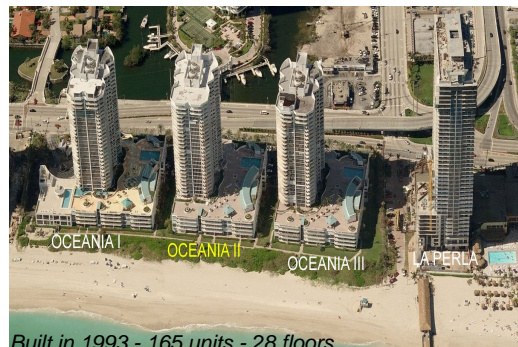 OCEANIA I
OCEANIA II
OCEANIA III
LA PERLA
Built in 1993 - 165 units - 28 floors